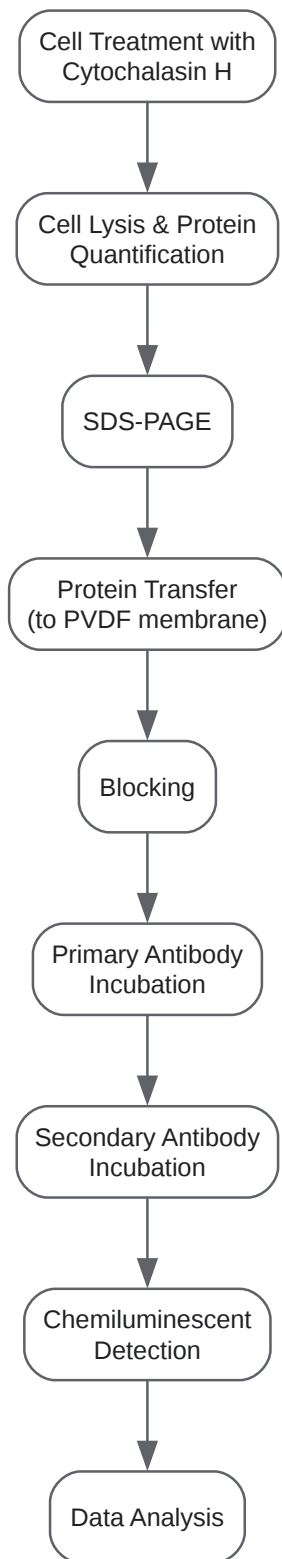 Cell Treatment with
Cytochalasin H
Cell Lysis & Protein
Quantification
SDS-PAGE
Protein Transfer
(to PVDF membrane)
Blocking
Primary Antibody
Incubation
Secondary Antibody
Incubation
Chemiluminescent
Detection
Data Analysis